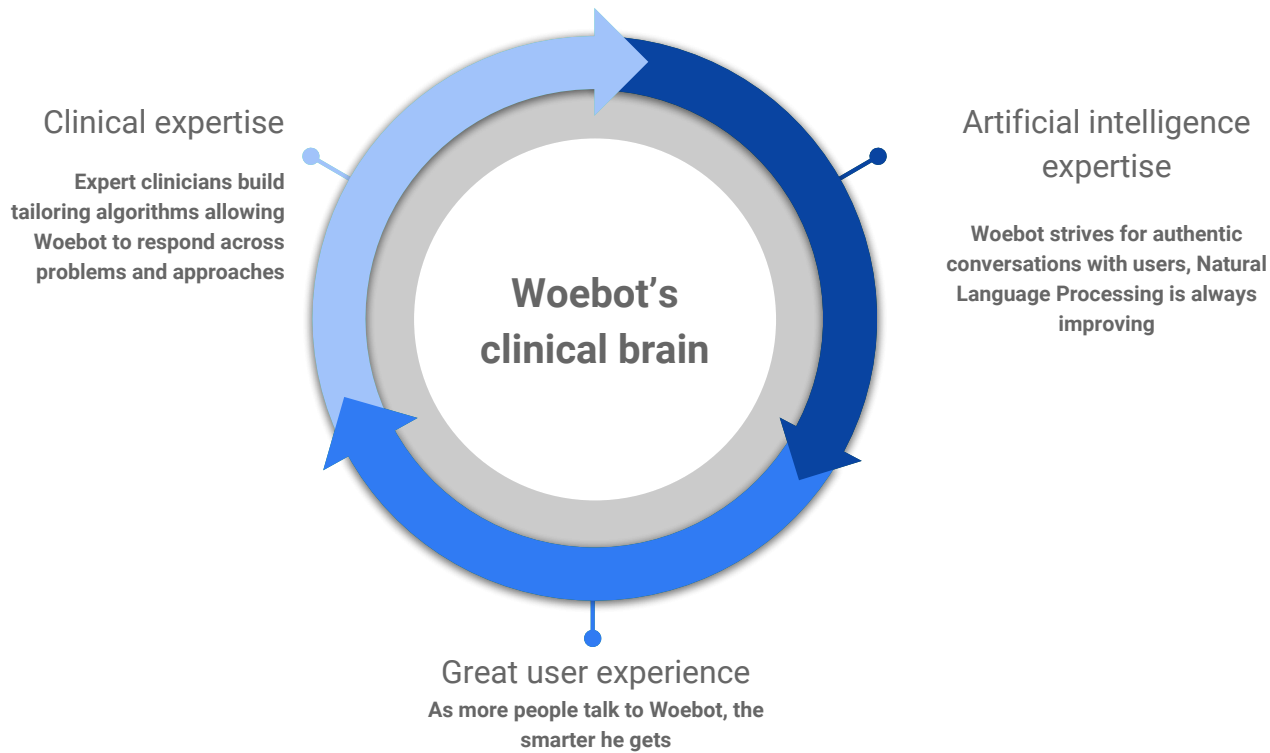 Clinical expertise
Expert clinicians build
tailoring algorithms allowing
Woebot to respond across
problems and approaches
Woebot’s
clinical brain
Artificial intelligence
expertise
Woebot strives for authentic
conversations with users, Natural
Language Processing is always
improving
Great user experience
As more people talk to Woebot, the
smarter he gets